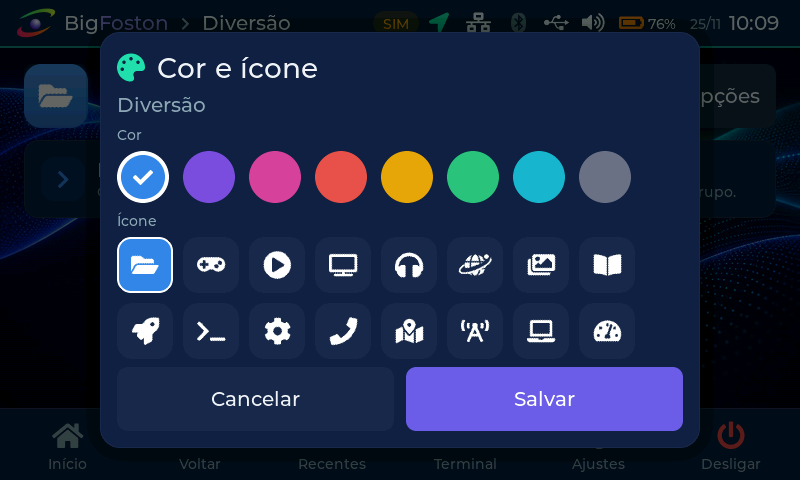 BigFoston > Diversão
SIM
76%
25/11
10:09
Cor e ícone
Diversão
Cor
pções
rupo.
Ícone
Cancelar
Salvar
Início
Voltar
Recentes
Terminal
Ajustes
Desligar